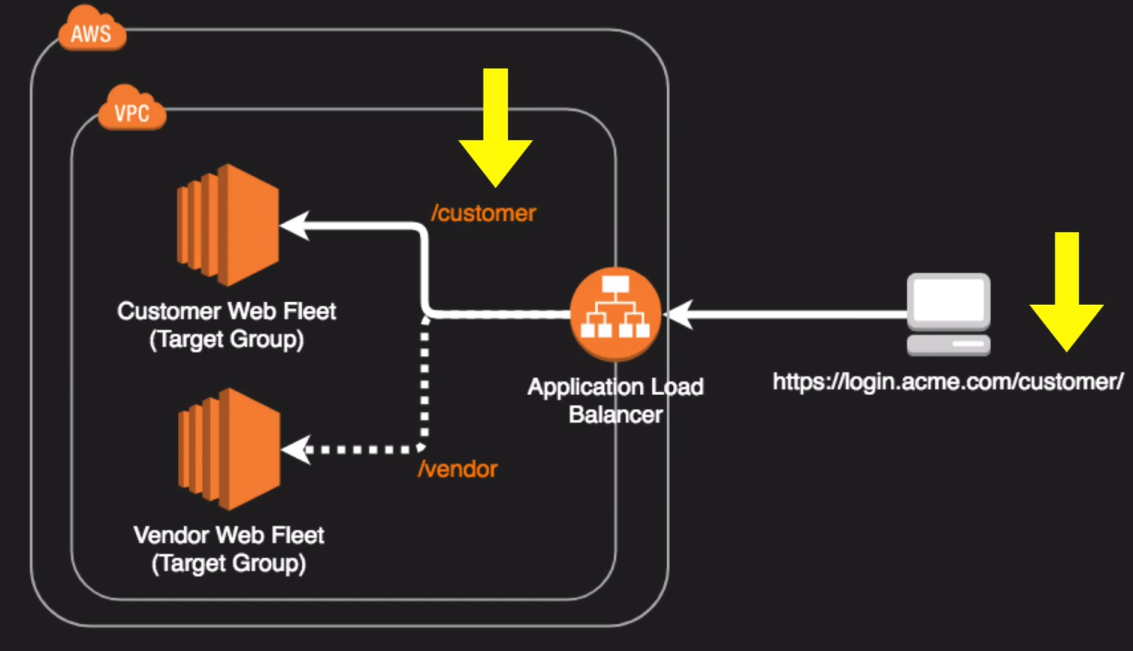 AWS
VPC
/customer
Customer Web Fleet
(Target Group)
Application Load
Balancer
https://login.acme.com/customer/
/vendor
Vendor Web Fleet
(Target Group)